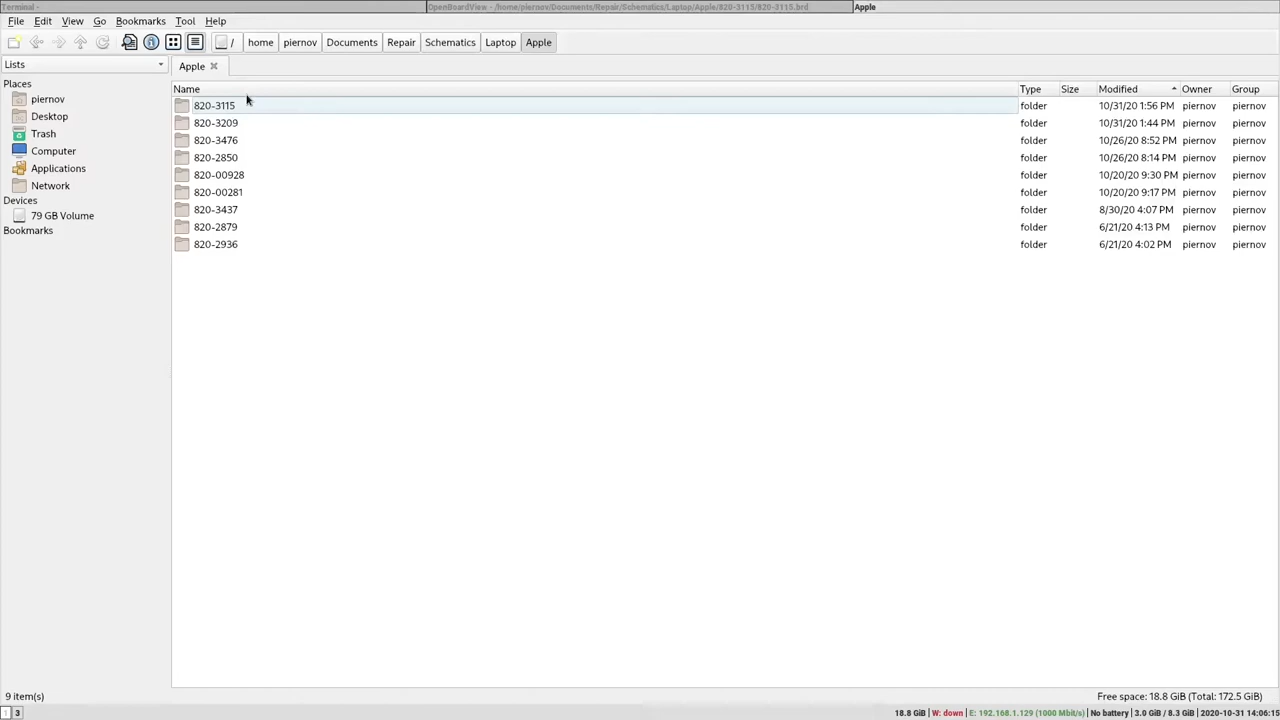 Terminal - OpenBoardView - /home/piernov/Documents/Repair/Schematics/Laptop/Apple/820-3115/820-3115.brd Apple
File Edit View Go Bookmarks Tool Help
/ home piernov Documents Repair Schematics Laptop Apple
Lists Apple
Name Type Size Modified Owner Group
Places
piernov
Desktop
Trash
Computer
Applications
Network
Devices
79 GB Volume
Bookmarks
820-3115 folder 10/31/20 1:56 PM piernov piernov
820-3209 folder 10/31/20 1:44 PM piernov piernov
820-3476 folder 10/26/20 8:52 PM piernov piernov
820-2850 folder 10/26/20 8:14 PM piernov piernov
820-00928 folder 10/20/20 9:30 PM piernov piernov
820-00281 folder 10/20/20 9:17 PM piernov piernov
820-3437 folder 8/30/20 4:07 PM piernov piernov
820-2879 folder 6/21/20 4:13 PM piernov piernov
820-2936 folder 6/21/20 4:02 PM piernov piernov
9 item(s) Free space: 18.8 GiB (Total: 172.5 GiB)
1 3 18.8 GiB | W: down | E: 192.168.1.129 (1000 Mbit/s) | No battery | 3.0 GiB / 8.3 GiB | 2020-10-31 14:06:15